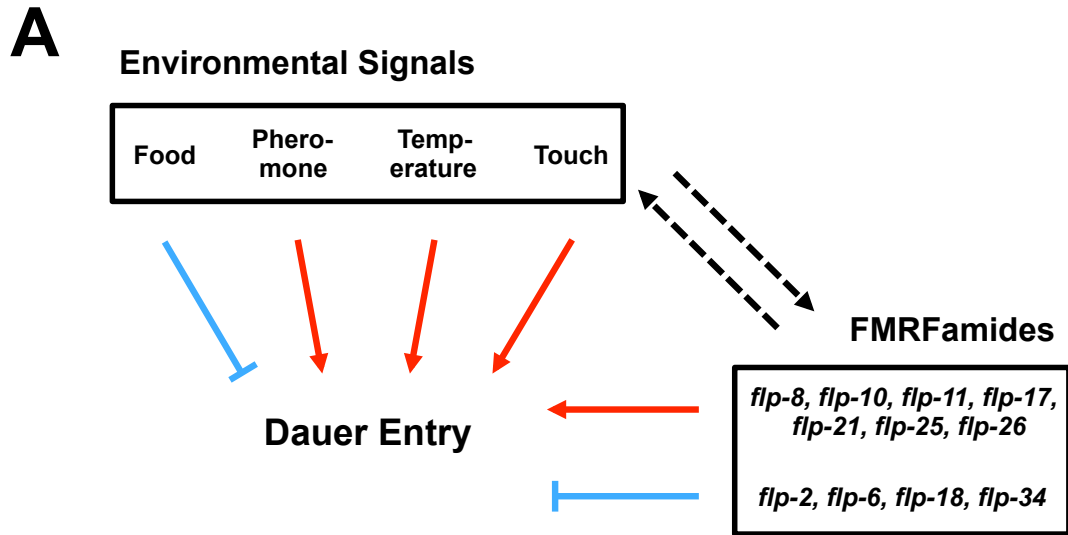 A
Environmental Signals
Food
Phero-
mone
Temp-
erature
Touch
FMRFamides
flp-8, flp-10, flp-11, flp-17,
flp-21, flp-25, flp-26
Dauer Entry
flp-2, flp-6, flp-18, flp-34